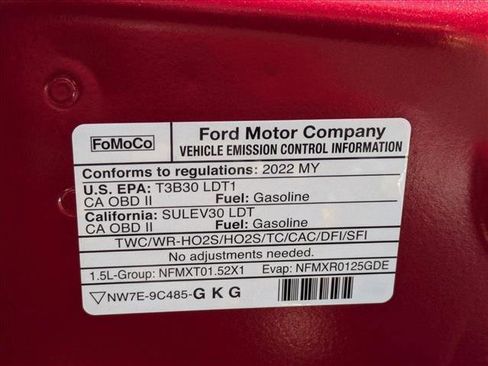 FoMoCo
Ford Motor Company
VEHICLE EMISSION CONTROL INFORMATION
Conforms to regulations: 2022 MY
U.S. EPA: T3B30 LDT1
CA OBD II Fuel: Gasoline
California: SULEV30 LDT
CA OBD II Fuel: Gasoline
TWC/WR-HO2S/HO2S/TC/CAC/DFI/SFI
No adjustments needed.
1.5L-Group: NFMXT01.52X1 Evap: NFMXR0125GDE
NW7E-9C485-G K G